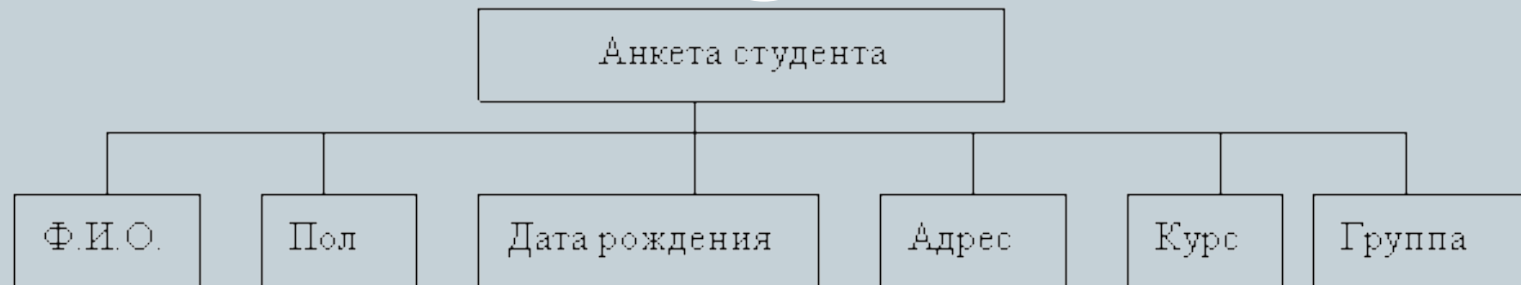 Анкета студента
Ф.И.О. Пол Дата рождения Адрес Курс Группа